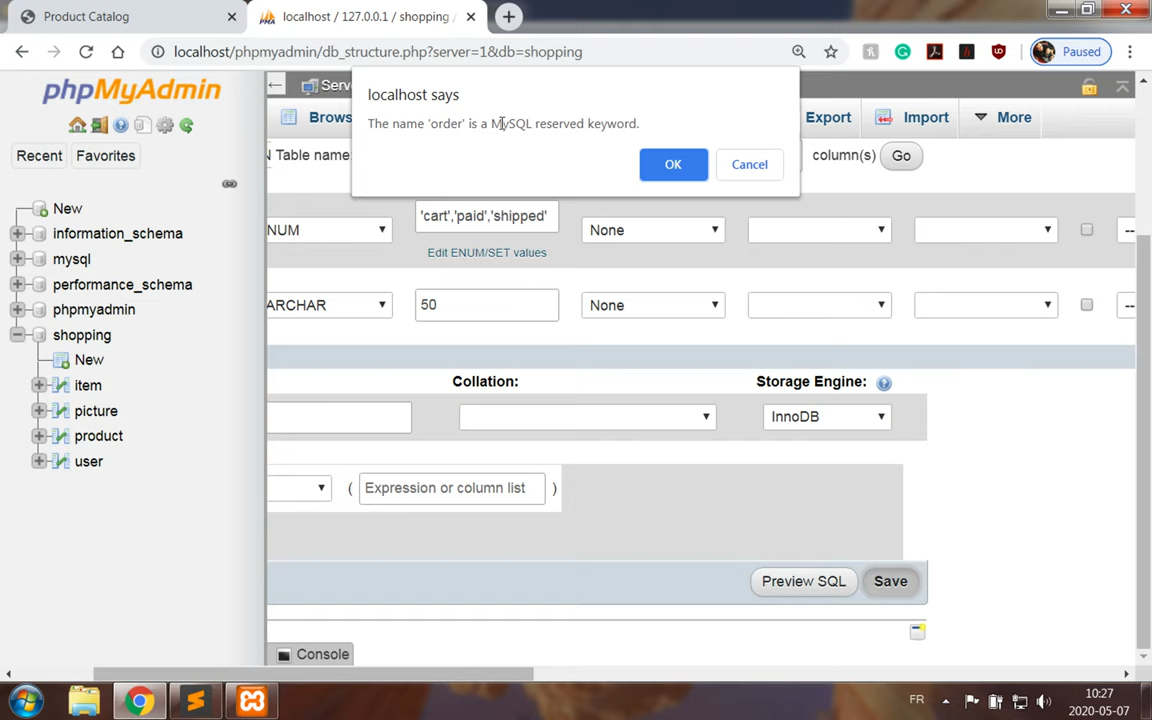 Product Catalog
localhost / 127.0.0.1 / shopping /
localhost/phpmyadmin/db_structure.php?server=1&db=shopping
Paused
localhost says
The name 'order' is a MySQL reserved keyword.
OK
Cancel
phpMyAdmin
Recent
Favorites
New
information_schema
mysql
performance_schema
phpmyadmin
shopping
New
item
picture
product
user
Serv
Brows
Export
Import
More
N Table name:
column(s)
Go
NUM
'cart','paid','shipped'
None
Edit ENUM/SET values
ARCHAR
50
None
Collation:
Storage Engine:
InnoDB
(
Expression or column list
)
Preview SQL
Save
Console
FR
10:27
2020-05-07